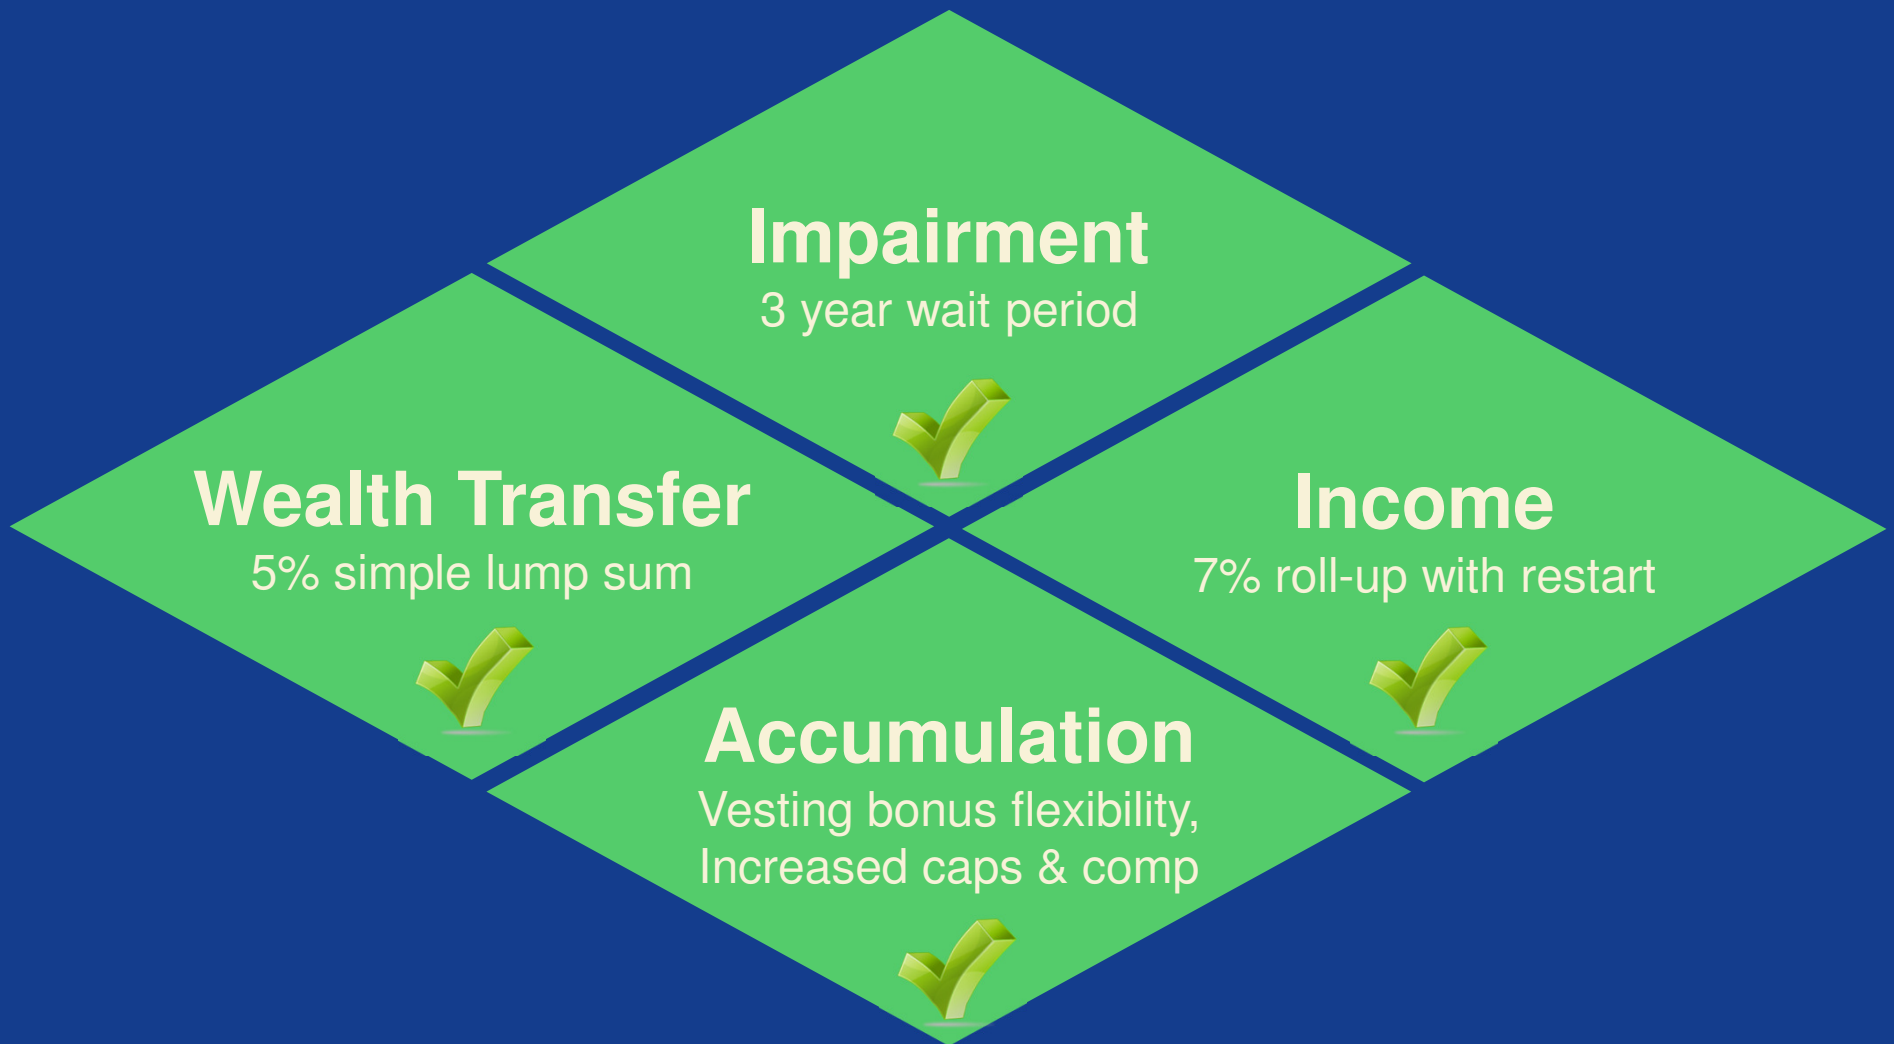 Impairment
3 year wait period
Wealth Transfer
5% simple lump sum
Income
7% roll-up with restart
Accumulation
Vesting bonus flexibility,
Increased caps & comp